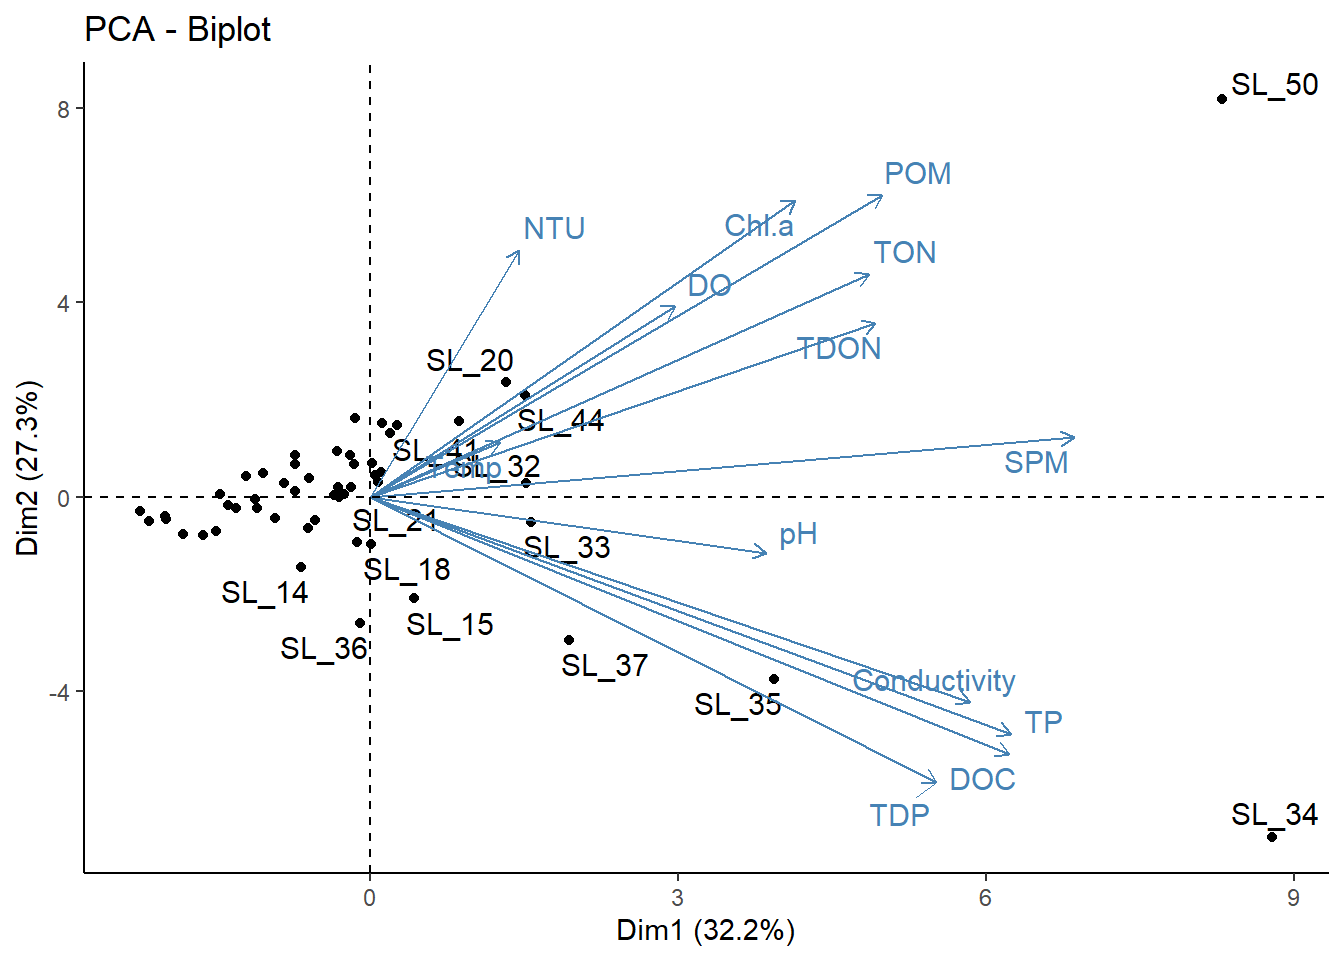 PCA - Biplot
SL_50
8
POM
Chl.a
NTU
TON
DO
4
TDON
SL_20
SL_44
SL_41
Temp
SL_32
SPM
0
SL_21
pH
SL_33
SL_18
SL_14
SL_15
SL_36
SL_37
Conductivity
-4
SL_35
TP
DOC
TDP
SL_34
0
3
6
9
Dim1 (32.2%)
Dim2 (27.3%)